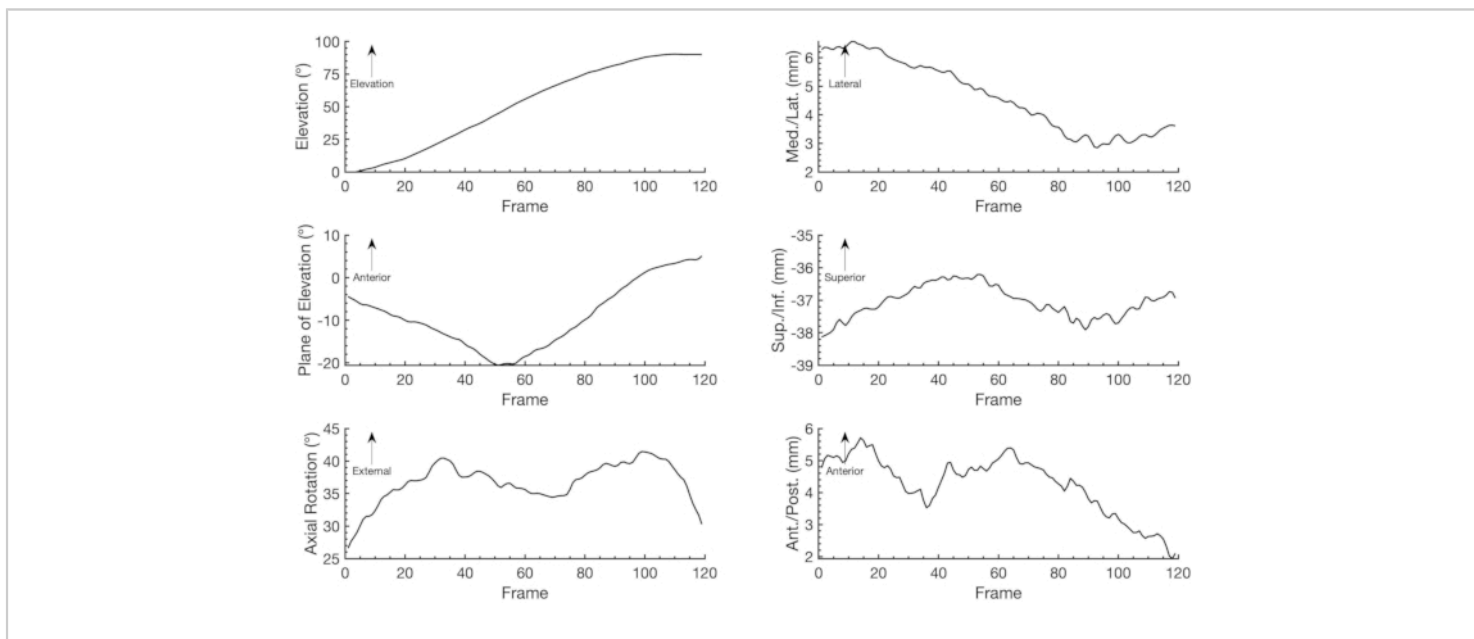 Elevation (°)
100
75
50
25
0
Elevation
0 20 40 60 80 100 120
Frame
Med./Lat. (mm)
6
5
4
3
2
Lateral
0 20 40 60 80 100 120
Frame
Plane of Elevation (°)
10
0
-10
-20
Anterior
0 20 40 60 80 100 120
Frame
Sup./Inf. (mm)
-35
-36
-37
-38
-39
Superior
0 20 40 60 80 100 120
Frame
Axial Rotation (°)
45
40
35
30
25
External
0 20 40 60 80 100 120
Frame
Ant./Post. (mm)
6
5
4
3
2
Anterior
0 20 40 60 80 100 120
Frame